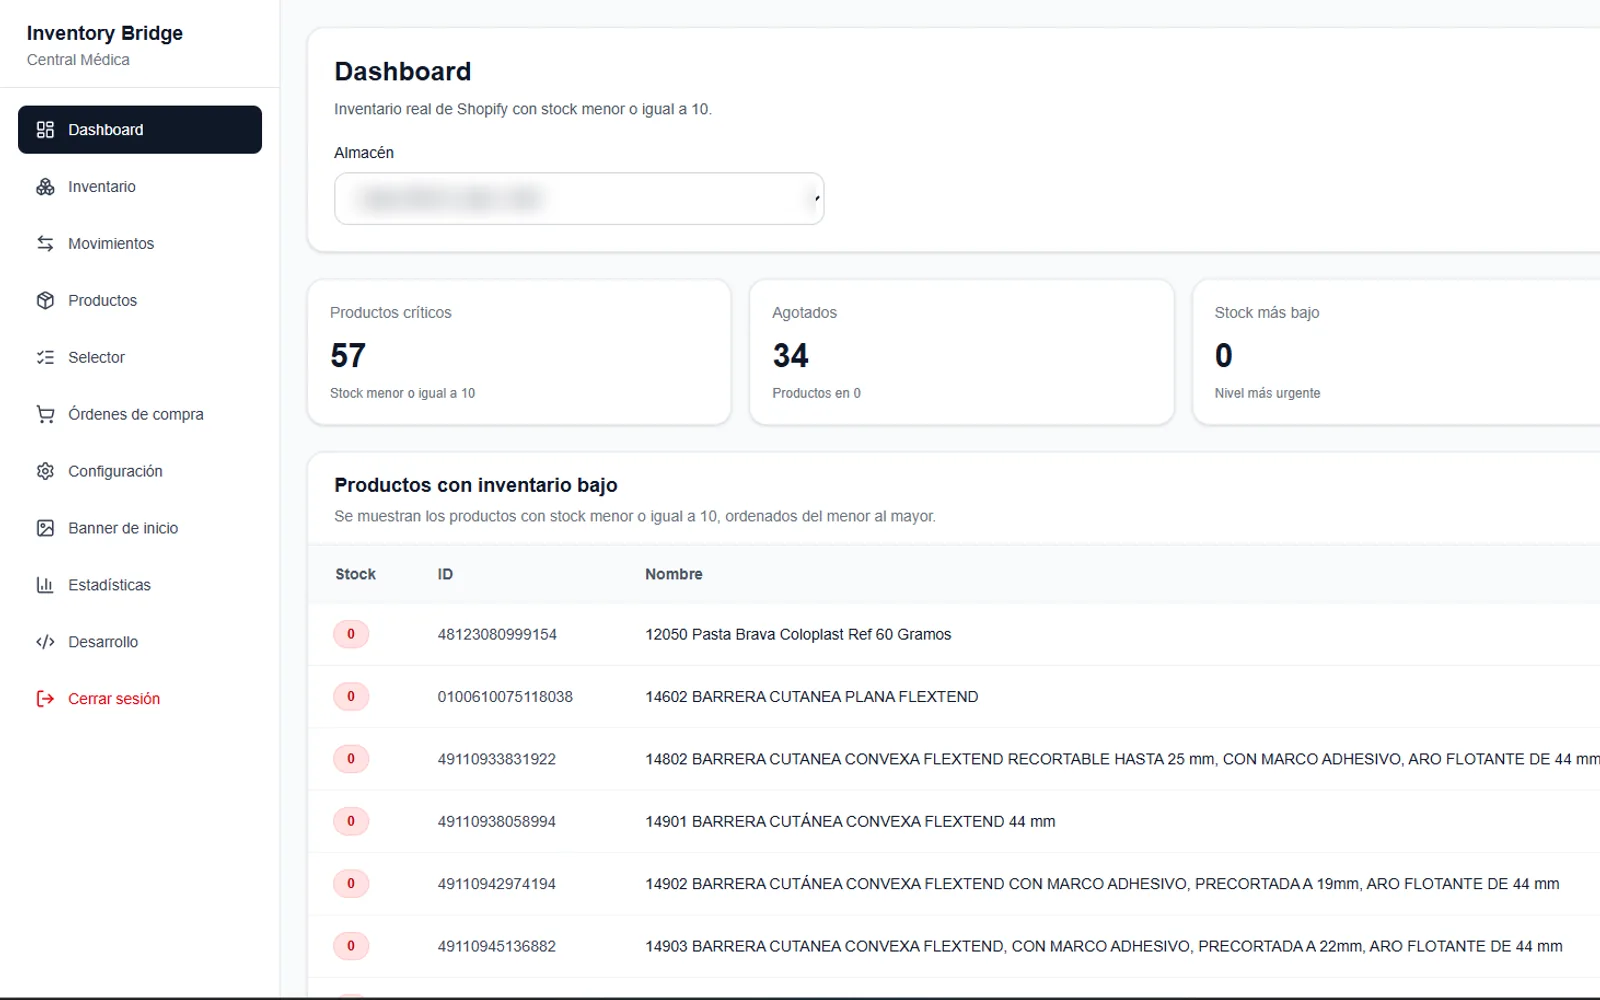 Inventory Bridge
Central Médica
Dashboard
Inventario
Movimientos
Productos
Selector
Órdenes de compra
Configuración
Banner de inicio
Estadísticas
Desarrollo
Cerrar sesión
Dashboard
Inventario real de Shopify con stock menor o igual a 10.
Almacén
Productos críticos
57
Stock menor o igual a 10
Agotados
34
Productos en 0
Stock más bajo
0
Nivel más urgente
Productos con inventario bajo
Se muestran los productos con stock menor o igual a 10, ordenados del menor al mayor.
Stock ID Nombre
0 48123080999154 12050 Pasta Brava Coloplast Ref 60 Gramos
0 0100610075118038 14602 BARRERA CUTANEA PLANA FLEXTEND
0 49110933831922 14802 BARRERA CUTANEA CONVEXA FLEXTEND RECORTABLE HASTA 25 mm, CON MARCO ADHESIVO, ARO FLOTANTE DE 44 mm
0 49110938058994 14901 BARRERA CUTÁNEA CONVEXA FLEXTEND 44 mm
0 49110942974194 14902 BARRERA CUTÁNEA CONVEXA FLEXTEND CON MARCO ADHESIVO, PRECORTADA A 19mm, ARO FLOTANTE DE 44 mm
0 49110945136882 14903 BARRERA CUTANEA CONVEXA FLEXTEND, CON MARCO ADHESIVO, PRECORTADA A 22mm, ARO FLOTANTE DE 44 mm